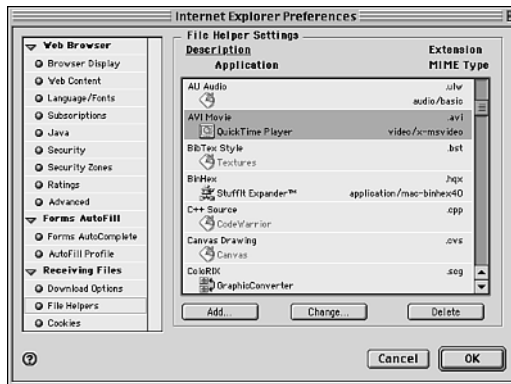 Internet Explorer Preferences
Web Browser
Browser Display
Web Content
Language/Fonts
Subscriptions
Java
Security
Security Zones
Ratings
Advanced
Forms AutoFill
Forms AutoComplete
AutoFill Profile
Receiving Files
Download Options
File Helpers
Cookies
File Helper Settings
Description Extension
Application MIME Type
AU Audio .ulw
audio/basic
AVI Movie .avi
QuickTime Player video/x-msvideo
BibTex Style .bst
Textures
BinHex .hqx
StuffIt Expander™ application/mac-binhex40
C++ Source .cpp
CodeWarrior
Canvas Drawing .cvs
Canvas
ColoRIX .scg
GraphicConverter
Add... Change... Delete
? Cancel OK